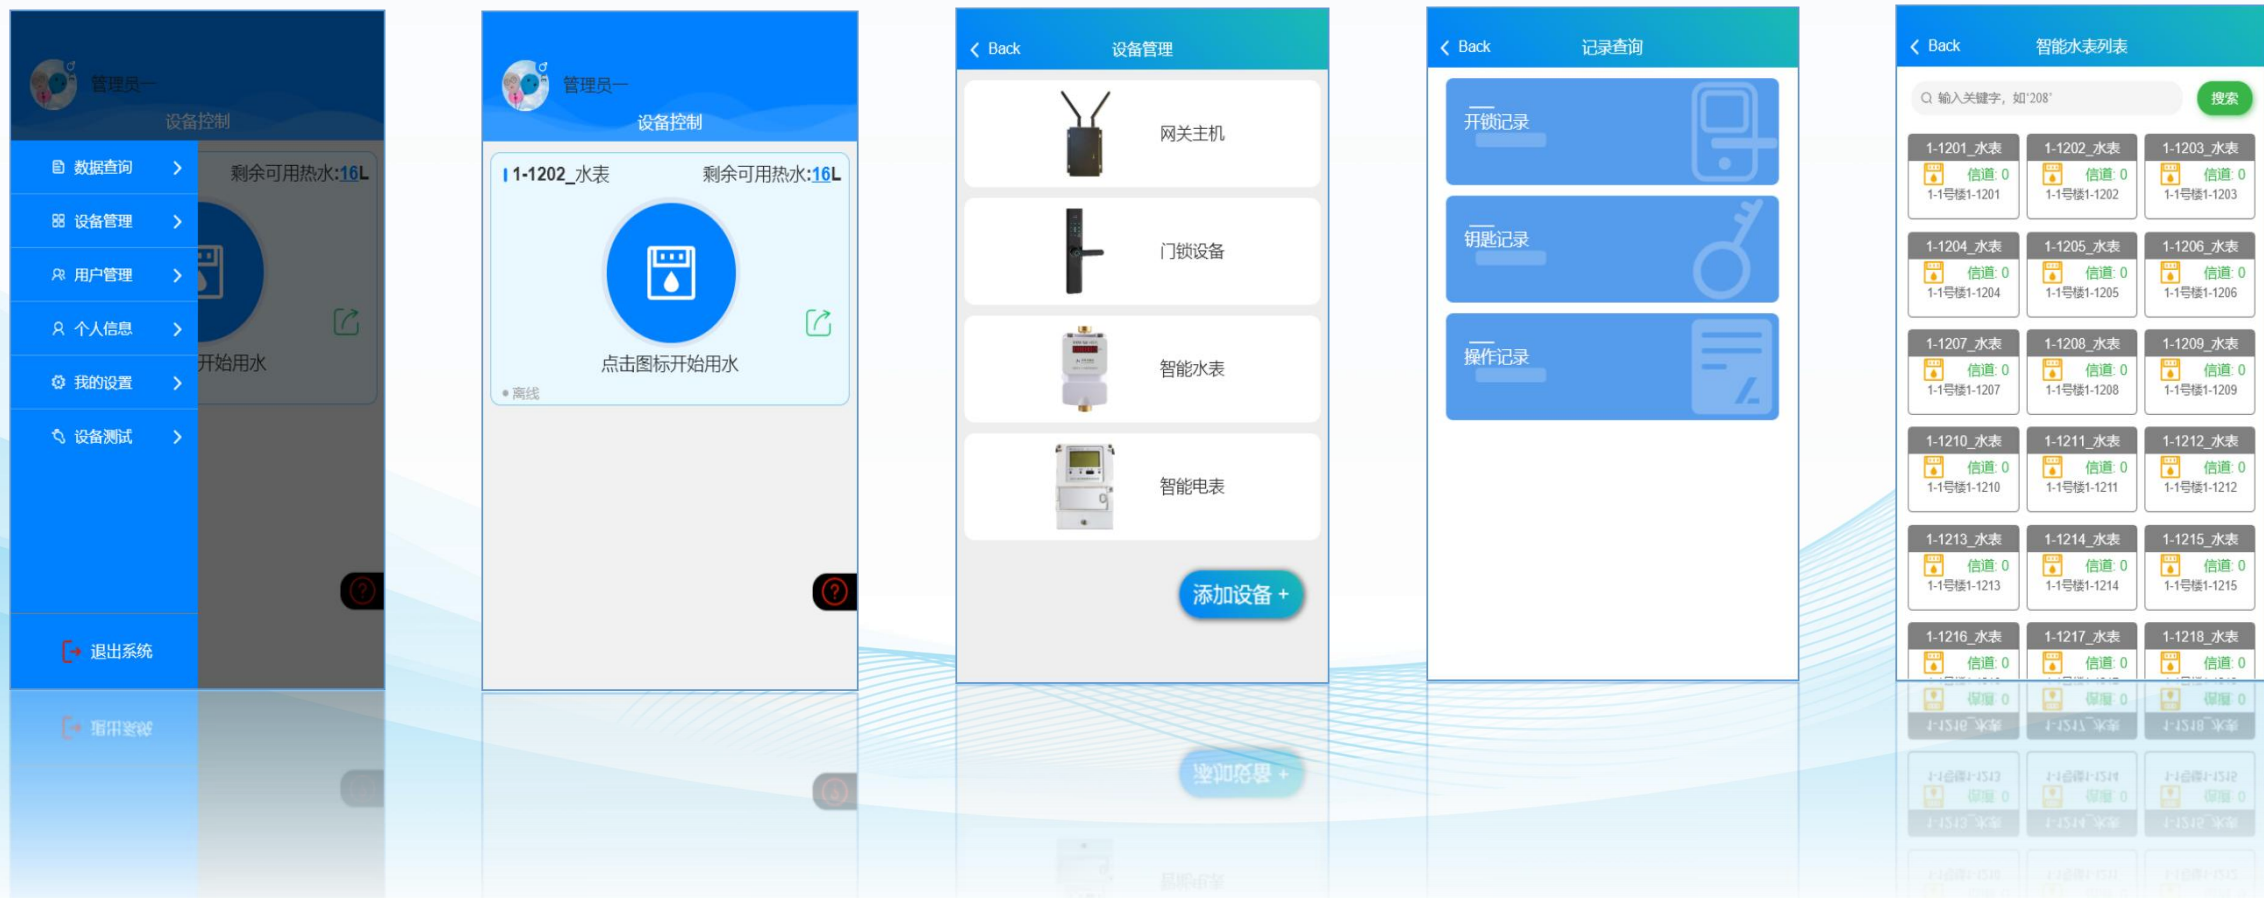 管理员一
设备控制
数据查询
剩余可用热水:16L
设备管理
用户管理
个人信息
开始用水
我的设置
设备测试
退出系统
管理员一
设备控制
1-1202_水表
剩余可用热水:16L
点击图标开始用水
离线
Back
设备管理
网关主机
门锁设备
智能水表
智能电表
添加设备 +
Back
记录查询
开锁记录
钥匙记录
操作记录
Back
智能水表列表
输入关键字，如'208'
搜索
1-1201_水表
信道: 0
1-1号楼1-1201
1-1202_水表
信道: 0
1-1号楼1-1202
1-1203_水表
信道: 0
1-1号楼1-1203
1-1204_水表
信道: 0
1-1号楼1-1204
1-1205_水表
信道: 0
1-1号楼1-1205
1-1206_水表
信道: 0
1-1号楼1-1206
1-1207_水表
信道: 0
1-1号楼1-1207
1-1208_水表
信道: 0
1-1号楼1-1208
1-1209_水表
信道: 0
1-1号楼1-1209
1-1210_水表
信道: 0
1-1号楼1-1210
1-1211_水表
信道: 0
1-1号楼1-1211
1-1212_水表
信道: 0
1-1号楼1-1212
1-1213_水表
信道: 0
1-1号楼1-1213
1-1214_水表
信道: 0
1-1号楼1-1214
1-1215_水表
信道: 0
1-1号楼1-1215
1-1216_水表
信道: 0
1-1217_水表
信道: 0
1-1218_水表
信道: 0